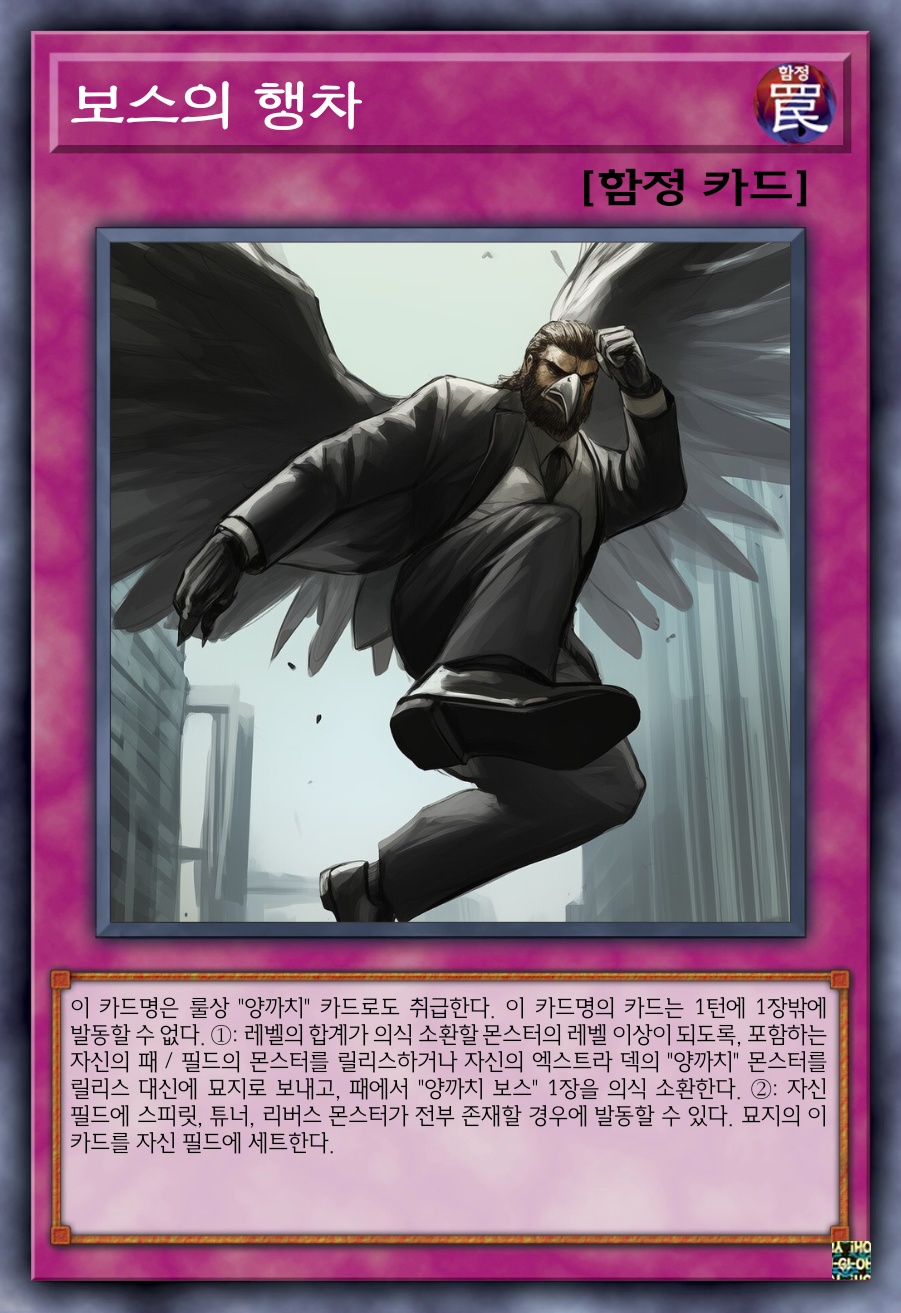 보스의 행차
함정
罠
[함정 카드]
이 카드명은 룰상 "양까치" 카드로도 취급한다. 이 카드명의 카드는 1턴에 1장밖에
발동할 수 없다. ①: 레벨의 합계가 의식 소환할 몬스터의 레벨 이상이 되도록, 포함하는
자신의 패 / 필드의 몬스터를 릴리스하거나 자신의 엑스트라 덱의 "양까치" 몬스터를
릴리스 대신에 묘지로 보내고, 패에서 "양까치 보스" 1장을 의식 소환한다. ②: 자신
필드에 스피릿, 튜너, 리버스 몬스터가 전부 존재할 경우에 발동할 수 있다. 묘지의 이
카드를 자신 필드에 세트한다.